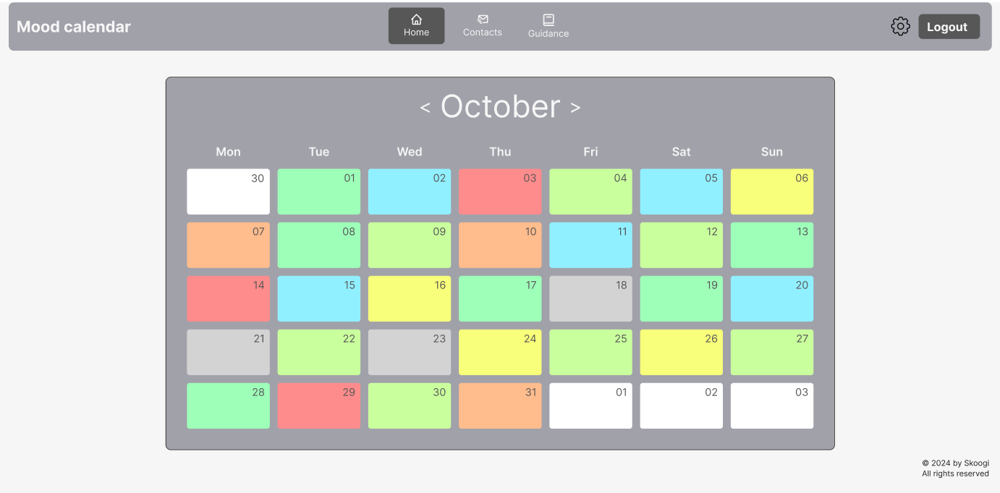 Mood calendar
Home
Contacts
Guidance
Logout
< October >
Mon Tue Wed Thu Fri Sat Sun
30 01 02 03 04 05 06
07 08 09 10 11 12 13
14 15 16 17 18 19 20
21 22 23 24 25 26 27
28 29 30 31 01 02 03
© 2024 by Skoogi
All rights reserved